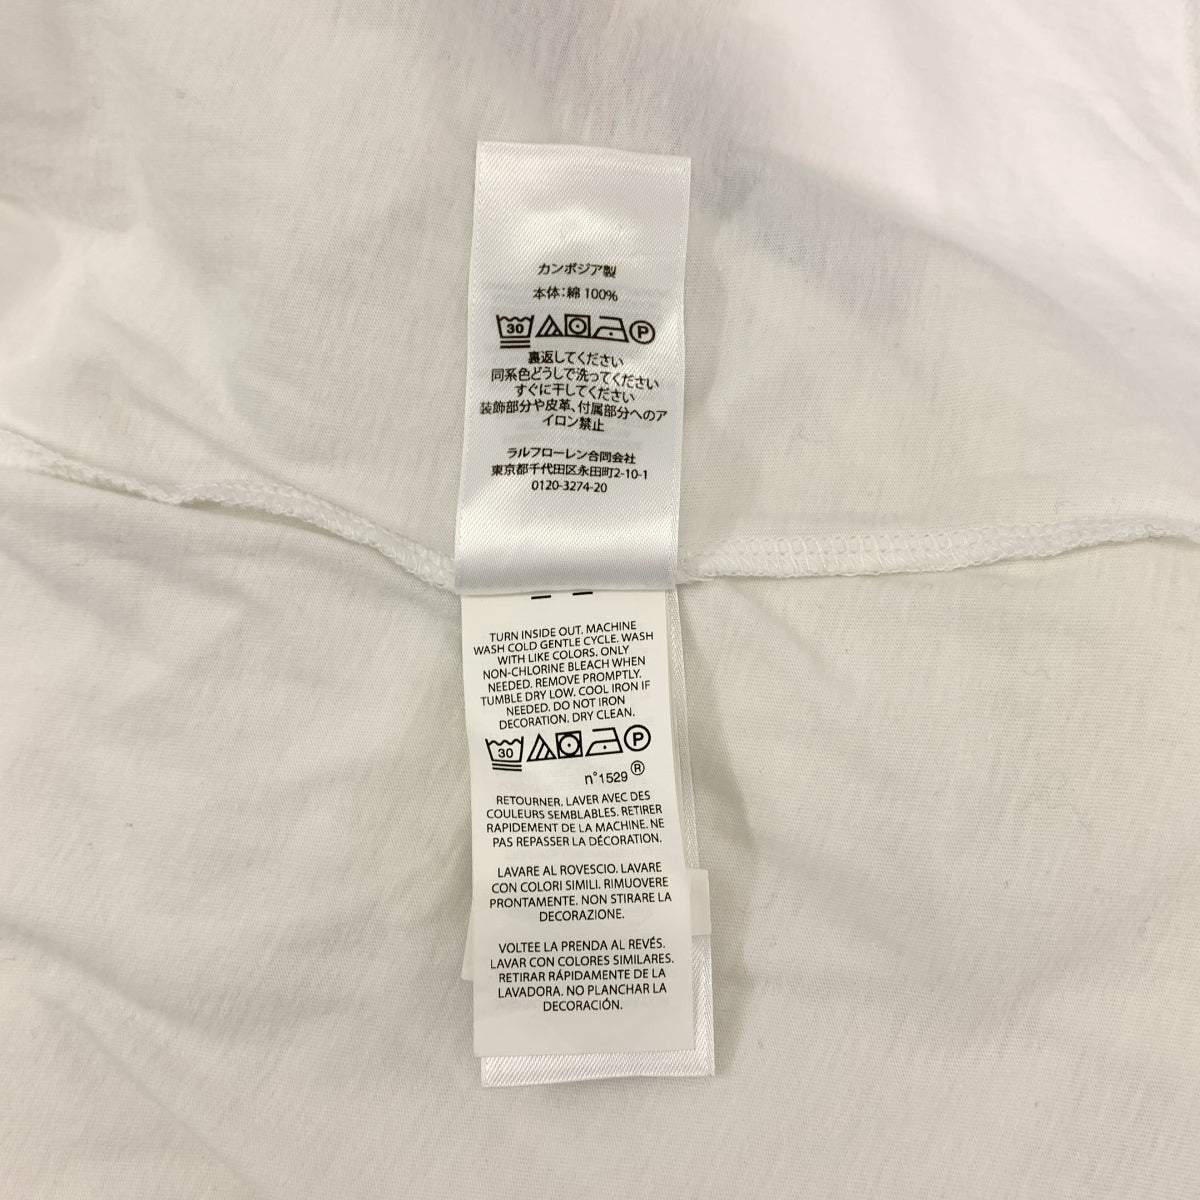 カンボジア製
本体:綿 100%
30 P
裏返してください
同系色どうしで洗ってください
すぐに干してください
装飾部分や皮革、付属部分へのア
イロン禁止
ラルフローレン合同会社
東京都千代田区永田町2-10-1
0120-3274-20
TURN INSIDE OUT. MACHINE
WASH COLD GENTLE CYCLE. WASH
WITH LIKE COLORS. ONLY
NON-CHLORINE BLEACH WHEN
NEEDED. REMOVE PROMPTLY.
TUMBLE DRY LOW. COOL IRON IF
NEEDED. DO NOT IRON
DECORATION. DRY CLEAN.
30 P
n°1529 ®
RETOURNER. LAVER AVEC DES
COULEURS SEMBLABLES. RETIRER
RAPIDEMENT DE LA MACHINE. NE
PAS REPASSER LA DÉCORATION.
LAVARE AL ROVESCIO. LAVARE
CON COLORI SIMILI. RIMUOVERE
PRONTAMENTE. NON STIRARE LA
DECORAZIONE.
VOLTEE LA PRENDA AL REVÉS.
LAVAR CON COLORES SIMILARES.
RETIRAR RÁPIDAMENTE DE LA
LAVADORA. NO PLANCHAR LA
DECORACIÓN.